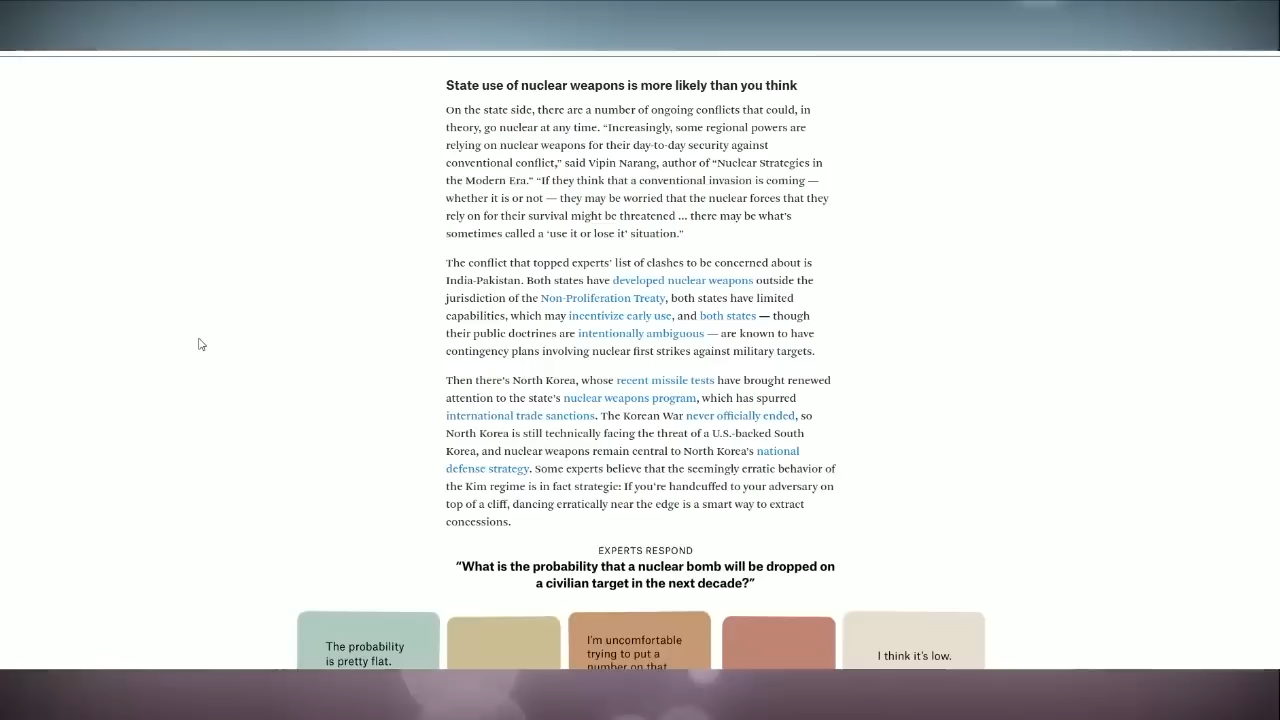 State use of nuclear weapons is more likely than you think
On the state side, there are a number of ongoing conflicts that could, in
theory, go nuclear at any time. “Increasingly, some regional powers are
relying on nuclear weapons for their day-to-day security against
conventional conflict,” said Vipin Narang, author of “Nuclear Strategies in
the Modern Era.” “If they think that a conventional invasion is coming —
whether it is or not — they may be worried that the nuclear forces that they
rely on for their survival might be threatened ... there may be what’s
sometimes called a ‘use it or lose it’ situation.”
The conflict that topped experts’ list of clashes to be concerned about is
India-Pakistan. Both states have developed nuclear weapons outside the
jurisdiction of the Non-Proliferation Treaty, both states have limited
capabilities, which may incentivize early use, and both states — though
their public doctrines are intentionally ambiguous — are known to have
contingency plans involving nuclear first strikes against military targets.
Then there’s North Korea, whose recent missile tests have brought renewed
attention to the state’s nuclear weapons program, which has spurred
international trade sanctions. The Korean War never officially ended, so
North Korea is still technically facing the threat of a U.S.-backed South
Korea, and nuclear weapons remain central to North Korea’s national
defense strategy. Some experts believe that the seemingly erratic behavior of
the Kim regime is in fact strategic: If you’re handcuffed to your adversary on
top of a cliff, dancing erratically near the edge is a smart way to extract
concessions.
EXPERTS RESPOND
“What is the probability that a nuclear bomb will be dropped on
a civilian target in the next decade?”
The probability
is pretty flat.
I’m uncomfortable
trying to put a
number on that
I think it’s low.